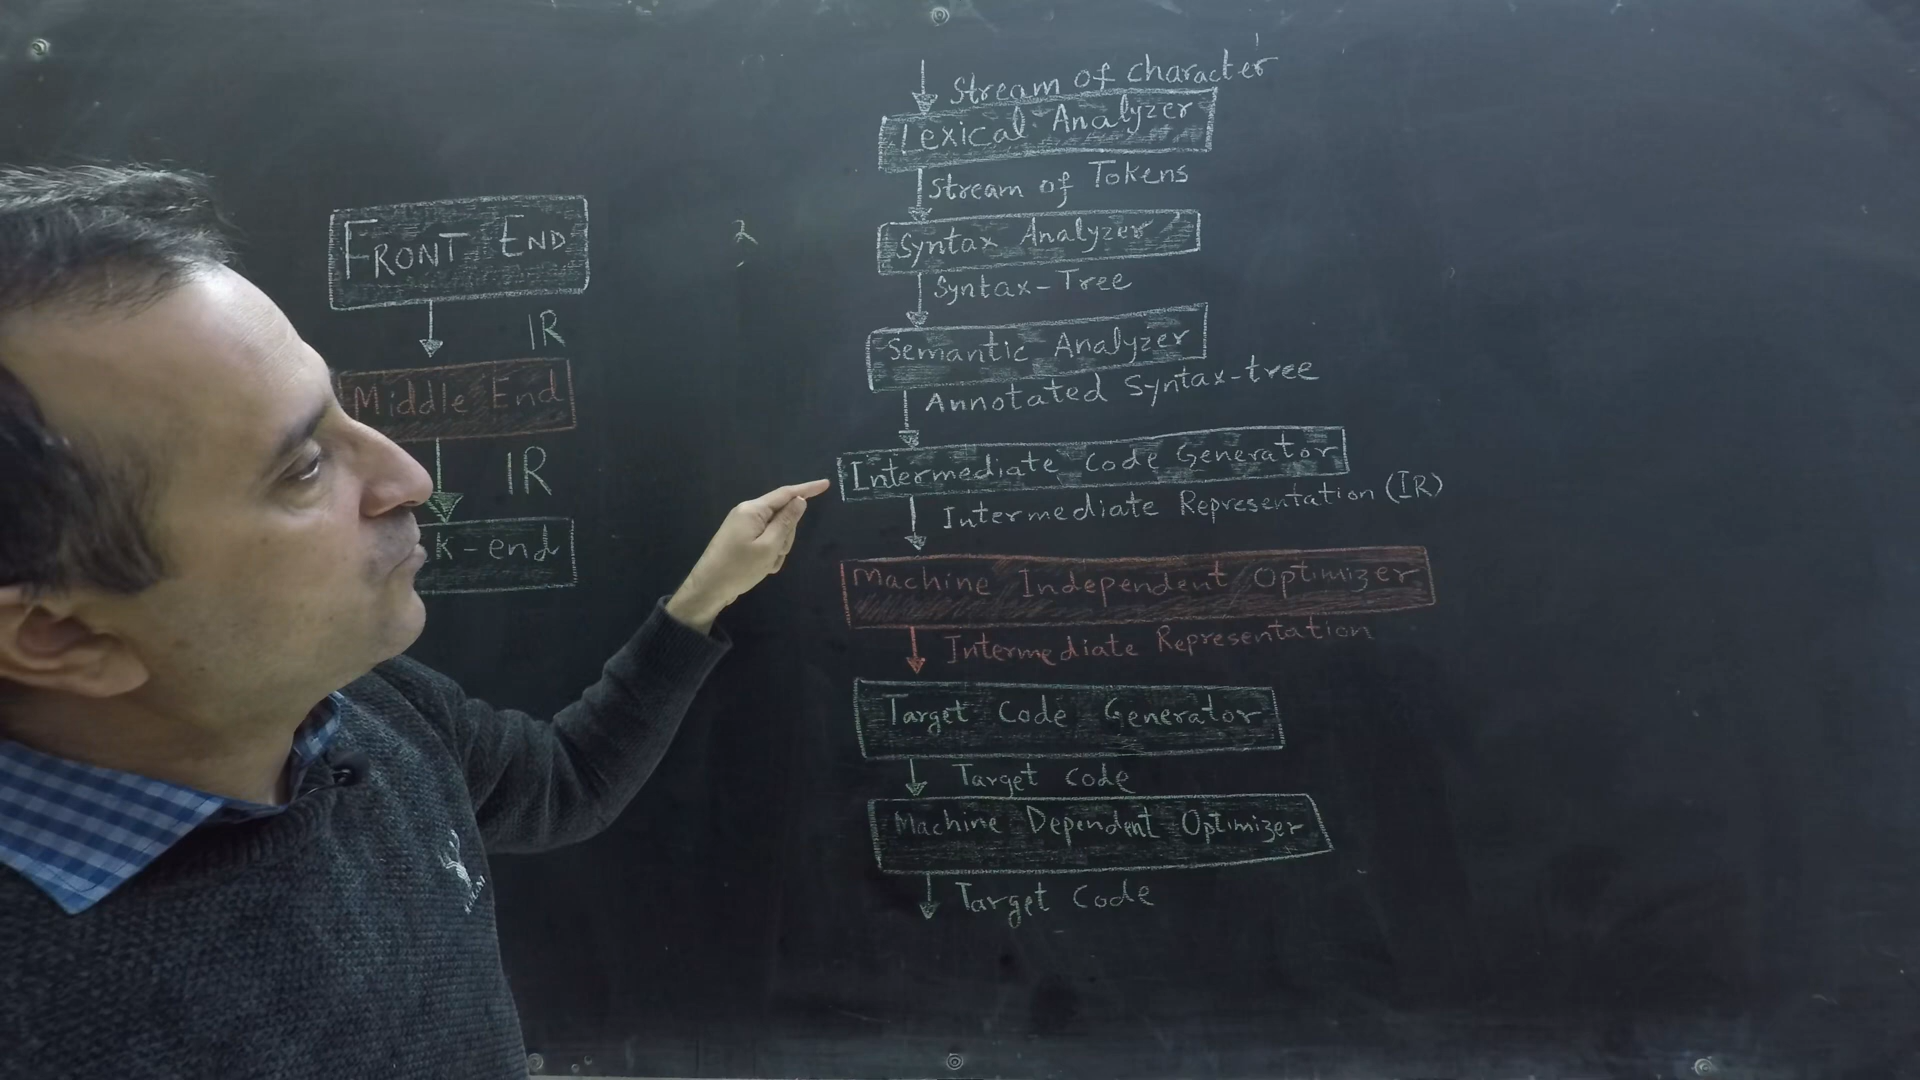 FRONT END
IR
Middle End
IR
k-end
2
Stream of character
Lexical Analyzer
Stream of Tokens
Syntax Analyzer
Syntax-Tree
Semantic Analyzer
Annotated Syntax-tree
Intermediate Code Generator
Intermediate Representation (IR)
Machine Independent Optimizer
Intermediate Representation
Target Code Generator
Target Code
Machine Dependent Optimizer
Target Code